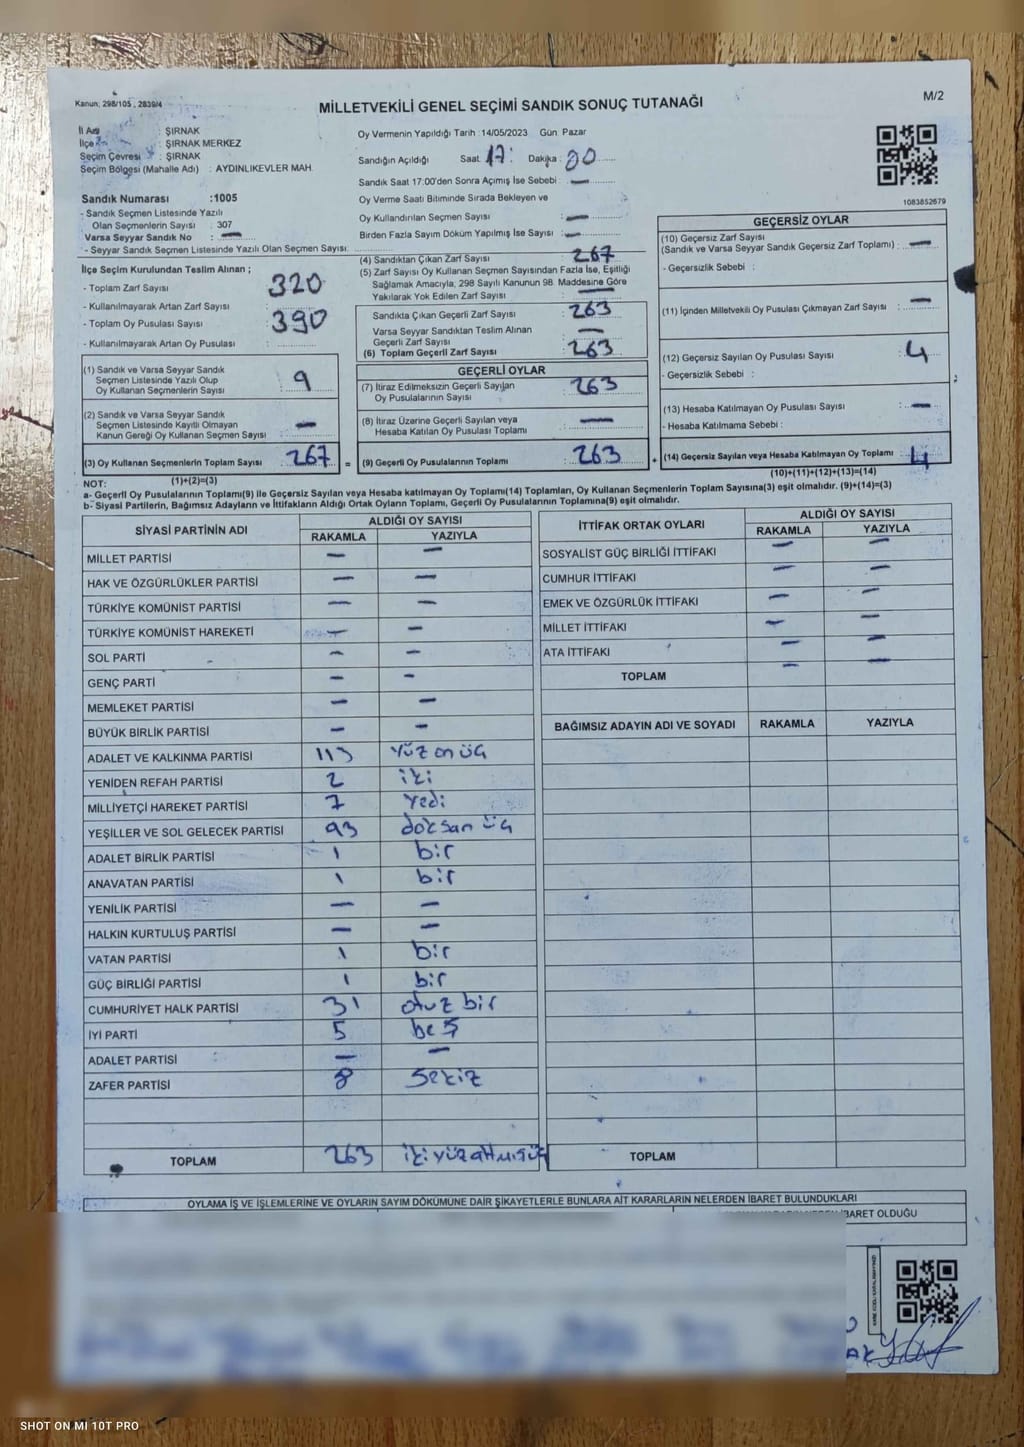 Kanun; 298/105 , 2839/4
MİLLETVEKİLİ GENEL SEÇİMİ SANDIK SONUÇ TUTANAĞI
M/2
İl Adı : ŞIRNAK
İlçe : ŞIRNAK MERKEZ
Seçim Çevresi : ŞIRNAK
Seçim Bölgesi (Mahalle Adı) : AYDINLIKEVLER MAH.
Sandık Numarası :1005
- Sandık Seçmen Listesinde Yazılı
Olan Seçmenlerin Sayısı : 307
Varsa Seyyar Sandık No : —
- Seyyar Sandık Seçmen Listesinde Yazılı Olan Seçmen Sayısı:
İlçe Seçim Kurulundan Teslim Alınan ;
- Toplam Zarf Sayısı : 320
- Kullanılmayarak Artan Zarf Sayısı :
- Toplam Oy Pusulası Sayısı : 390
- Kullanılmayarak Artan Oy Pusulası :
(1) Sandık ve Varsa Seyyar Sandık
Seçmen Listesinde Yazılı Olup
Oy Kullanan Seçmenlerin Sayısı : 9
(2) Sandık ve Varsa Seyyar Sandık
Seçmen Listesinde Kayıtlı Olmayan
Kanun Gereği Oy Kullanan Seçmen Sayısı : —
(3) Oy Kullanan Seçmenlerin Toplam Sayısı : 267
(1)+(2)=(3)
Oy Vermenin Yapıldığı Tarih :14/05/2023 Gün: Pazar
Sandığın Açıldığı Saat 17: Dakika : 00
Sandık Saat 17:00'den Sonra Açılmış İse Sebebi : —
Oy Verme Saati Bitiminde Sırada Bekleyen ve
Oy Kullandırılan Seçmen Sayısı : —
Birden Fazla Sayım Döküm Yapılmış İse Sayısı : —
(4) Sandıktan Çıkan Zarf Sayısı : 267
(5) Zarf Sayısı Oy Kullanan Seçmen Sayısından Fazla İse, Eşitliği
Sağlamak Amacıyla, 298 Sayılı Kanunun 98. Maddesine Göre
Yakılarak Yok Edilen Zarf Sayısı : —
Sandıkta Çıkan Geçerli Zarf Sayısı : 263
Varsa Seyyar Sandıktan Teslim Alınan
Geçerli Zarf Sayısı : —
(6) Toplam Geçerli Zarf Sayısı : 263
GEÇERLİ OYLAR
(7) İtiraz Edilmeksizin Geçerli Sayılan
Oy Pusulalarının Sayısı : 263
(8) İtiraz Üzerine Geçerli Sayılan veya
Hesaba Katılan Oy Pusulası Toplamı : —
= (9) Geçerli Oy Pusulalarının Toplamı : 263
1083852679
GEÇERSİZ OYLAR
(10) Geçersiz Zarf Sayısı
(Sandık ve Varsa Seyyar Sandık Geçersiz Zarf Toplamı) : —
- Geçersizlik Sebebi :
(11) İçinden Milletvekili Oy Pusulası Çıkmayan Zarf Sayısı : —
(12) Geçersiz Sayılan Oy Pusulası Sayısı : 4
- Geçersizlik Sebebi :
(13) Hesaba Katılmayan Oy Pusulası Sayısı : —
- Hesaba Katılmama Sebebi :
+ (14) Geçersiz Sayılan veya Hesaba Katılmayan Oy Toplamı : 4
(10)+(11)+(12)+(13)=(14)
NOT:
a- Geçerli Oy Pusulalarının Toplamı(9) ile Geçersiz Sayılan veya Hesaba katılmayan Oy Toplamı(14) Toplamları, Oy Kullanan Seçmenlerin Toplam Sayısına(3) eşit olmalıdır. (9)+(14)=(3)
b- Siyasi Partilerin, Bağımsız Adayların ve İttifakların Aldığı Ortak Oyların Toplamı, Geçerli Oy Pusulalarının Toplamına(9) eşit olmalıdır.
SİYASİ PARTİNİN ADI ALDIĞI OY SAYISI
RAKAMLA YAZIYLA
MİLLET PARTİSİ — —
HAK VE ÖZGÜRLÜKLER PARTİSİ — —
TÜRKİYE KOMÜNİST PARTİSİ — —
TÜRKİYE KOMÜNİST HAREKETİ — —
SOL PARTİ — —
GENÇ PARTİ — —
MEMLEKET PARTİSİ — —
BÜYÜK BİRLİK PARTİSİ — —
ADALET VE KALKINMA PARTİSİ 113 Yüz on üç
YENİDEN REFAH PARTİSİ 2 iki
MİLLİYETÇİ HAREKET PARTİSİ 7 Yedi
YEŞİLLER VE SOL GELECEK PARTİSİ 93 doksan üç
ADALET BİRLİK PARTİSİ 1 bir
ANAVATAN PARTİSİ 1 bir
YENİLİK PARTİSİ — —
HALKIN KURTULUŞ PARTİSİ — —
VATAN PARTİSİ 1 bir
GÜÇ BİRLİĞİ PARTİSİ 1 bir
CUMHURİYET HALK PARTİSİ 31 otuz bir
İYİ PARTİ 5 beş
ADALET PARTİSİ — —
ZAFER PARTİSİ 8 Sekiz
TOPLAM 263 iki yüz altmış üç
İTTİFAK ORTAK OYLARI ALDIĞI OY SAYISI
RAKAMLA YAZIYLA
SOSYALİST GÜÇ BİRLİĞİ İTTİFAKI — —
CUMHUR İTTİFAKI — —
EMEK VE ÖZGÜRLÜK İTTİFAKI — —
MİLLET İTTİFAKI — —
ATA İTTİFAKI — —
TOPLAM — —
BAĞIMSIZ ADAYIN ADI VE SOYADI RAKAMLA YAZIYLA
TOPLAM
OYLAMA İŞ VE İŞLEMLERİNE VE OYLARIN SAYIM DÖKÜMÜNE DAİR ŞİKAYETLERLE BUNLARA AİT KARARLARIN NELERDEN İBARET BULUNDUKLARI
İBARET OLDUĞU
SHOT ON MI 10T PRO